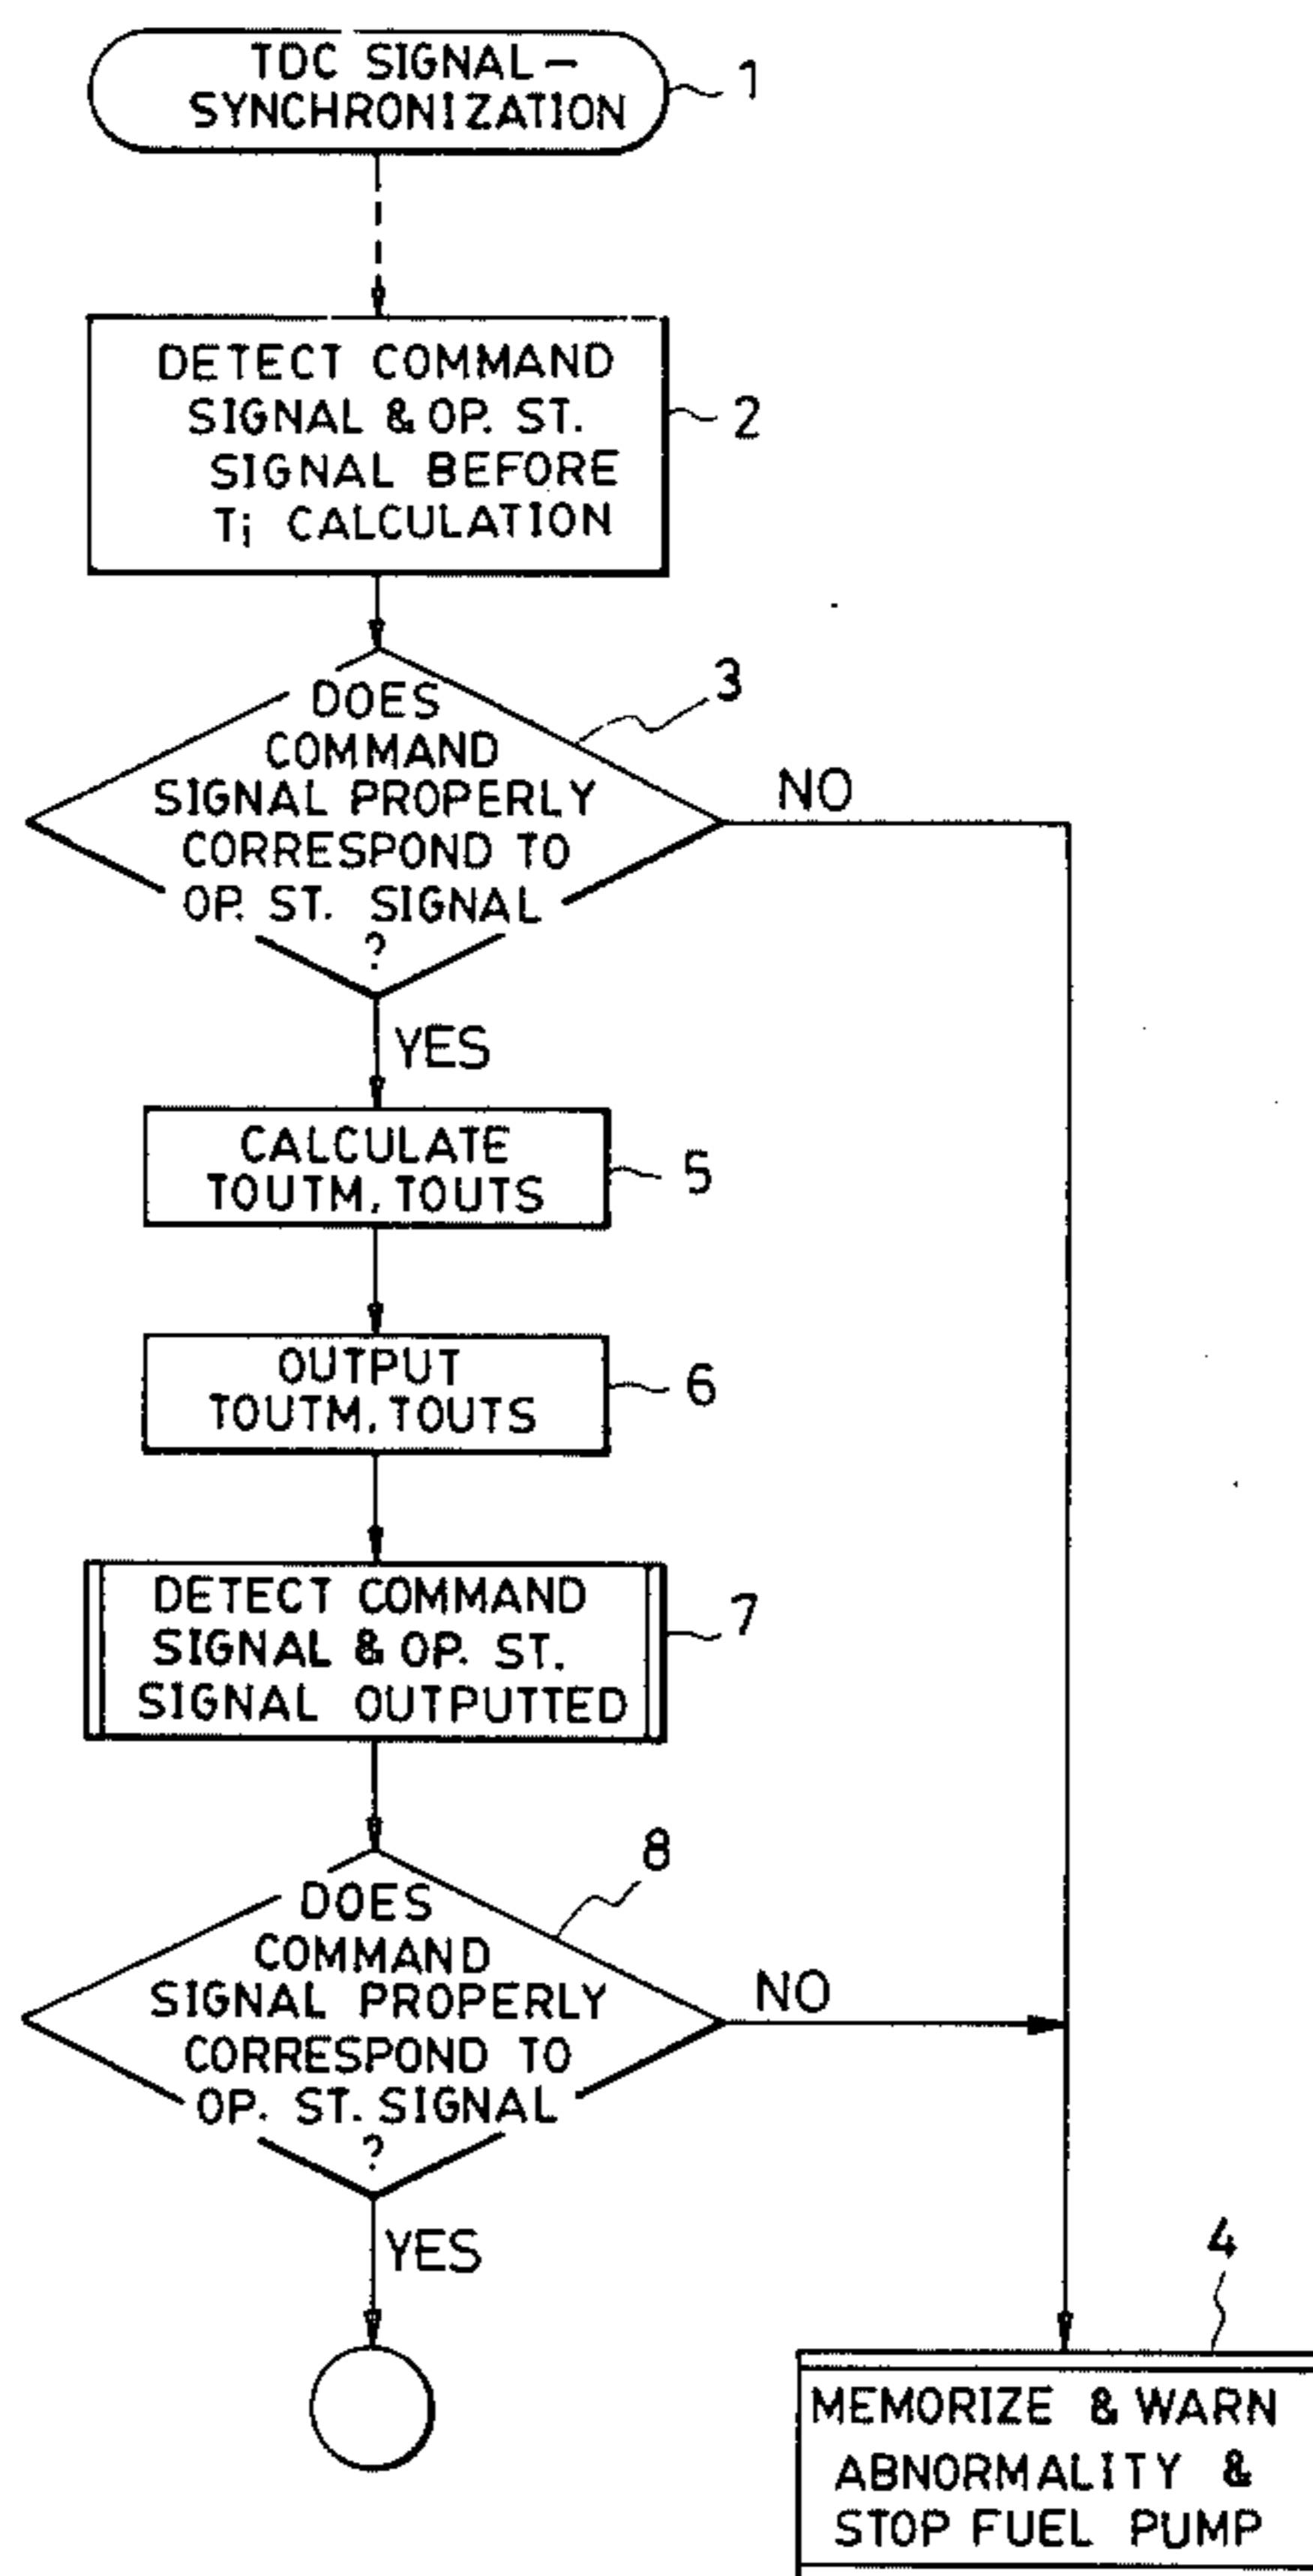 TDC SIGNAL-
SYNCHRONIZATION
1
DETECT COMMAND
SIGNAL & OP. ST.
SIGNAL BEFORE
Ti CALCULATION
2
DOES
COMMAND
SIGNAL PROPERLY
CORRESPOND TO
OP. ST. SIGNAL
?
3
NO
YES
CALCULATE
TOUTM, TOUTS
5
OUTPUT
TOUTM, TOUTS
6
DETECT COMMAND
SIGNAL & OP. ST.
SIGNAL OUTPUTTED
7
DOES
COMMAND
SIGNAL PROPERLY
CORRESPOND TO
OP. ST. SIGNAL
?
8
NO
YES
4
MEMORIZE & WARN
ABNORMALITY &
STOP FUEL PUMP